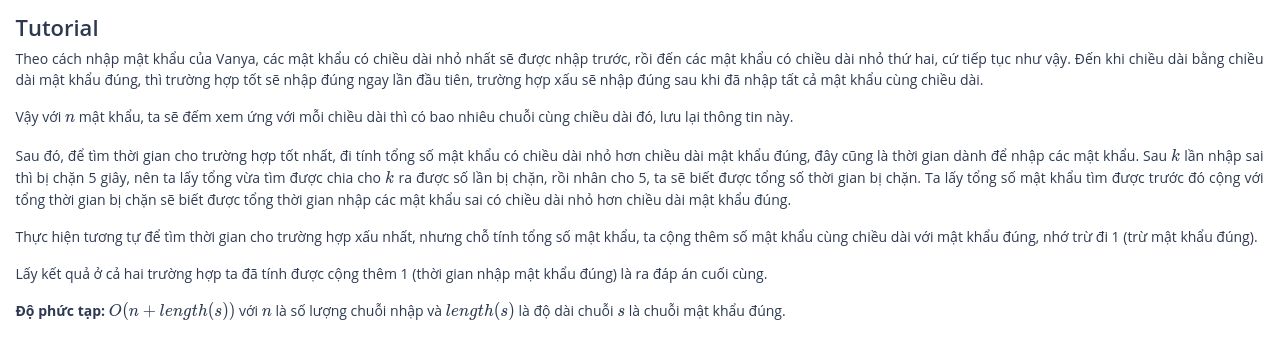 Tutorial
Theo cách nhập mật khẩu của Vanya, các mật khẩu có chiều dài nhỏ nhất sẽ được nhập trước, rồi đến các mật khẩu có chiều dài nhỏ thứ hai, cứ tiếp tục như vậy. Đến khi chiều dài bằng chiều
dài mật khẩu đúng, thì trường hợp tốt sẽ nhập đúng ngay lần đầu tiên, trường hợp xấu sẽ nhập đúng sau khi đã nhập tất cả mật khẩu cùng chiều dài.
Vậy với n mật khẩu, ta sẽ đếm xem ứng với mỗi chiều dài thì có bao nhiêu chuỗi cùng chiều dài đó, lưu lại thông tin này.
Sau đó, để tìm thời gian cho trường hợp tốt nhất, đi tính tổng số mật khẩu có chiều dài nhỏ hơn chiều dài mật khẩu đúng, đây cũng là thời gian dành để nhập các mật khẩu. Sau k lần nhập sai
thì bị chặn 5 giây, nên ta lấy tổng vừa tìm được chia cho k ra được số lần bị chặn, rồi nhân cho 5, ta sẽ biết được tổng số thời gian bị chặn. Ta lấy tổng số mật khẩu tìm được trước đó cộng với
tổng thời gian bị chặn sẽ biết được tổng thời gian nhập các mật khẩu sai có chiều dài nhỏ hơn chiều dài mật khẩu đúng.
Thực hiện tương tự để tìm thời gian cho trường hợp xấu nhất, nhưng chỗ tính tổng số mật khẩu, ta cộng thêm số mật khẩu cùng chiều dài với mật khẩu đúng, nhớ trừ đi 1 (trừ mật khẩu đúng).
Lấy kết quả ở cả hai trường hợp ta đã tính được cộng thêm 1 (thời gian nhập mật khẩu đúng) là ra đáp án cuối cùng.
Độ phức tạp: O(n + length(s)) với n là số lượng chuỗi nhập và length(s) là độ dài chuỗi s là chuỗi mật khẩu đúng.